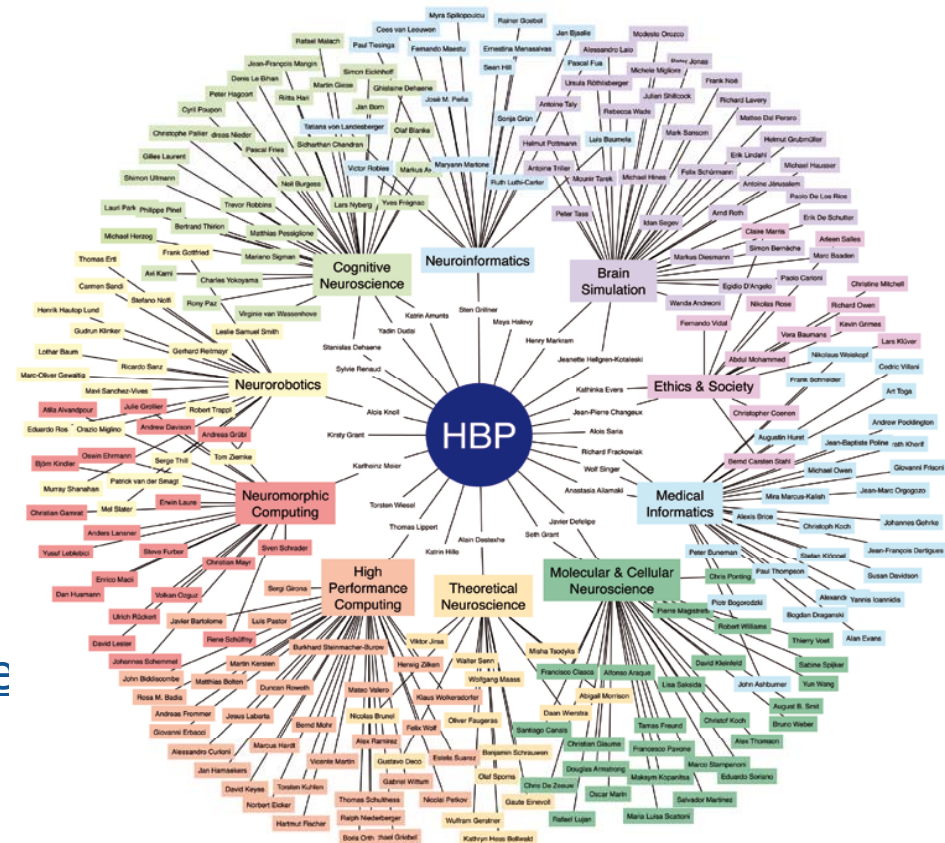 Myra Spiliopoulou
Cees van Leeuwen
Rainer Goebel
Rafael Malach
Paul Tiesinga
Fernando Maestu
Ernestina Menasalvas
Jan Bjaalie
Alessandro Laio
Modesto Orozco
Jean-François Mangin
Simon Eickhoff
Sean Hill
Pascal Fua
Michele Migliore
Peter Jonas
Denis Le Bihan
Martin Giese
Ghislaine Dehaene
Ursula Röthlisberger
Frank Noé
Peter Hagoort
Riitta Hari
José M. Peña
Rebecca Wade
Julian Shillcock
Richard Lavery
Cyril Poupon
Jan Born
Antoine Taly
Matteo Dal Peraro
Christophe Pallier
dreas Nieder
Tatiana von Landesberger
Olaf Blanke
Sonja Grün
Luis Baumela
Mark Sansom
Helmut Grubmüller
Gilles Laurent
Pascal Fries
Sidharthan Chandran
Helmut Pottmann
Erik Lindahl
Shimon Ullmann
Victor Robles
Markus
Maryann Martone
Antoine Triller
Mounir Tarek
Michael Hines
Felix Schürmann
Michael Hausser
Neil Burgess
Ruth Luthi-Carter
Antoine Jérusalem
Lauri Park
Philippe Pinel
Trevor Robbins
Lars Nyberg
Yves Frégnac
Peter Tass
Idan Segev
Arnd Roth
Paolo De Los Rios
Michael Herzog
Bertrand Thirion
Matthias Pessiglione
Claire Marris
Erik De Schutter
Mariano Sigman
Cognitive
Neuroscience
Neuroinformatics
Brain
Simulation
Markus Diesmann
Simon Bernèche
Arleen Salles
Marc Baaden
Frank Gottfried
Thomas Ertl
Avi Karni
Charles Yokoyama
Egidio D'Angelo
Paolo Carloni
Christine Mitchell
Carmen Sandi
Stefano Nolfi
Rony Paz
Virginie van Wassenhove
Wanda Andreoni
Nikolas Rose
Richard Owen
Henrik Hautop Lund
Leslie Samuel Smith
Katrin Amunts
Sten Grillner
Maya Halevy
Fernando Vidal
Vera Baumans
Kevin Grimes
Gudrun Klinker
Yadin Dudai
Henry Markram
Lars Klüver
Lothar Baum
Gerhard Reitmayr
Stanislas Dehaene
Jeanette Hellgren-Kotaleski
Abdul Mohammed
Nikolaus Weiskopf
Marc-Oliver Gewaltig
Ricardo Sanz
Sylvie Renaud
Cedric Villani
Mavi Sanchez-Vives
Neurorobotics
Kathinka Evers
Ethics & Society
Frank Schneider
Art Toga
Atila Alvandpour
Julie Grollier
Robert Trappl
Alois Knoll
Jean-Pierre Changeux
Christopher Coenen
Andrew Pocklington
Eduardo Ros
Orazio Miglino
Andrew Davison
Andreas Grübl
Kirsty Grant
HBP
Alois Saria
Augustin Hurst
Jean-Baptiste Poline
rath Kherif
Oswin Ehrmann
Serge Thill
Tom Ziemke
Karlheinz Meier
Richard Frackowiak
Bernd Carsten Stahl
Michael Owen
Giovanni Frisoni
Björn Kindler
Patrick van der Smagt
Wolf Singer
Jean-Marc Orgogozo
Murray Shanahan
Mel Slater
Neuromorphic
Computing
Anastasia Ailamaki
Medical
Informatics
Mira Marcus-Kalish
Christian Gamrat
Erwin Laure
Torsten Wiesel
Javier Defelipe
Alexis Brice
Christoph Koch
Johannes Gehrke
Anders Lansner
Thomas Lippert
Seth Grant
Yusuf Leblebici
Steve Furber
Sven Schrader
Alain Destexhe
Katrin Hille
Peter Buneman
Stefan Klöppel
Jean-François Dartigues
Enrico Macii
Christian Mayr
High
Performance
Computing
Theoretical
Neuroscience
Molecular & Cellular
Neuroscience
Chris Ponting
Paul Thompson
Susan Davidson
Dan Husmann
Volkan Ozguz
Sergi Girona
Piotr Bogorodzki
Alexandr
Yannis Ioannidis
Ulrich Rückert
Javier Bartolome
Luis Pastor
Pierre Magistretti
Bogdan Draganski
David Lester
Rene Schüffny
Viktor Jirsa
Robert Williams
Thierry Voet
Alan Evans
Johannes Schemmel
Burkhard Steinmacher-Burow
Walter Senn
Misha Tsodyks
John Biddiscombe
Martin Kersten
Herwig Zilken
Wolfgang Maass
Francisco Clasca
Alfonso Araque
David Kleinfeld
Sabine Spijker
Rosa M. Badia
Matthias Bolten
Duncan Roweth
Mateo Valero
Klaus Wolkersdorfer
Abigail Morrison
Lisa Saksida
John Ashburner
Yun Wang
Andreas Frommer
Jesus Labarta
Nicolas Brunel
Daan Wierstra
August B. Smit
Giovanni Erbacci
Bernd Mohr
Felix Wolf
Oliver Faugeras
Santiago Canals
Tamas Freund
Christof Koch
Bruno Weber
Alessandro Curioni
Marcus Hardt
Alex Ramirez
Benjamin Schrauwen
Christian Giaume
Francesco Pavone
Alex Thomson
Jan Hamaekers
Vicente Martin
Gustavo Deco
Estela Suarez
Olaf Sporns
Douglas Armstrong
Marco Stampanoni
David Keyes
Torsten Kuhlen
Gabriel Wittum
Chris De Zeeuw
Maksym Kopanitsa
Eduardo Soriano
Norbert Eicker
Thomas Schulthess
Nicolai Petkov
Gaute Einevoll
Oscar Marin
Salvador Martinez
Hartmut Fischer
Ralph Niederberger
Wulfram Gerstner
Rafael Lujan
Maria Luisa Scattoni
Boris Orth
hael Griebel
Kathryn Hess Bellwald